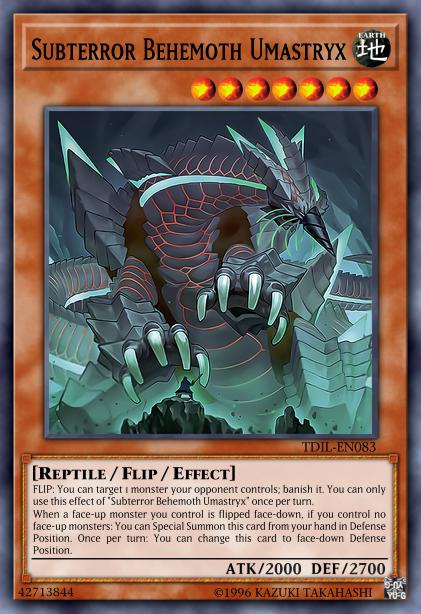 SUBTERROR BEHEMOTH UMASTRYX
EARTH
地
TDIL-EN083
[REPTILE / FLIP / EFFECT]
FLIP: You can target 1 monster your opponent controls; banish it. You can only
use this effect of "Subterror Behemoth Umastryx" once per turn.
When a face-up monster you control is flipped face-down, if you control no
face-up monsters: You can Special Summon this card from your hand in Defense
Position. Once per turn: You can change this card to face-down Defense
Position.
ATK/2000 DEF/2700
42713844
©1996 KAZUKI TAKAHASHI